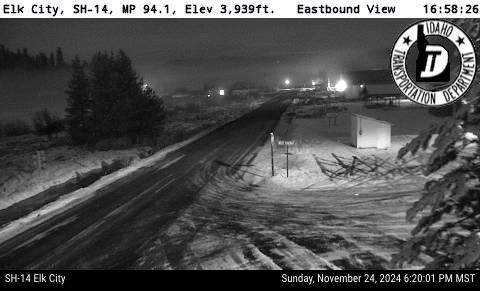 Elk City, SH-14, MP 94.1, Elev 3,939ft. Eastbound View 16:58:26
IDAHO
TRANSPORTATION DEPARTMENT
SH-14 Elk City
Sunday, November 24, 2024 6:20:01 PM MST